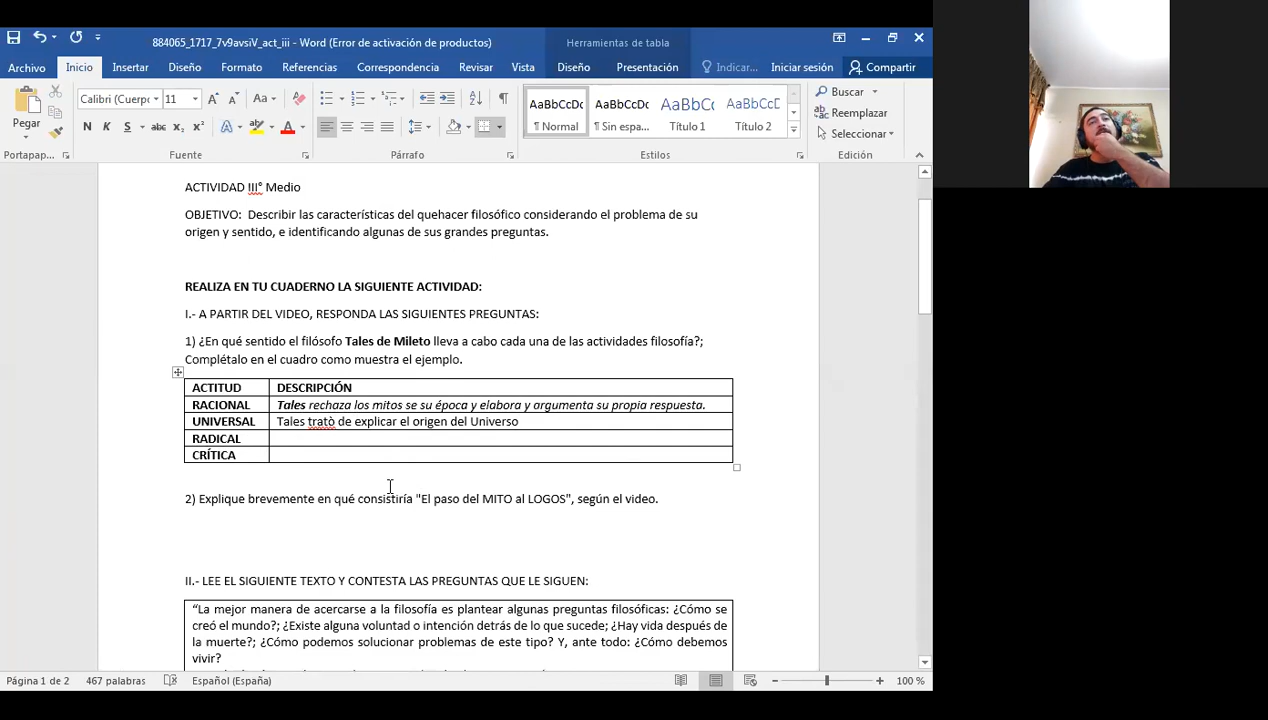 884065_1717_7v9avsiV_act_iii - Word (Error de activación de productos)
Herramientas de tabla
Archivo Inicio Insertar Diseño Formato Referencias Correspondencia Revisar Vista Diseño Presentación Indicar... Iniciar sesión Compartir
Pegar
Calibri (Cuerpo 11
Aa
N K S abc x₂ x²
AaBbCcDc AaBbCcDc AaBbCc AaBbCcD
¶ Normal ¶ Sin espa... Título 1 Título 2
Buscar
Reemplazar
Seleccionar
Portapap... Fuente Párrafo Estilos Edición
ACTIVIDAD III° Medio
OBJETIVO: Describir las características del quehacer filosófico considerando el problema de su
origen y sentido, e identificando algunas de sus grandes preguntas.
REALIZA EN TU CUADERNO LA SIGUIENTE ACTIVIDAD:
I.- A PARTIR DEL VIDEO, RESPONDA LAS SIGUIENTES PREGUNTAS:
1) ¿En qué sentido el filósofo Tales de Mileto lleva a cabo cada una de las actividades filosofía?;
Complétalo en el cuadro como muestra el ejemplo.
ACTITUD DESCRIPCIÓN
RACIONAL Tales rechaza los mitos se su época y elabora y argumenta su propia respuesta.
UNIVERSAL Tales tratò de explicar el origen del Universo
RADICAL
CRÍTICA
2) Explique brevemente en qué consistiría "El paso del MITO al LOGOS", según el video.
II.- LEE EL SIGUIENTE TEXTO Y CONTESTA LAS PREGUNTAS QUE LE SIGUEN:
“La mejor manera de acercarse a la filosofía es plantear algunas preguntas filosóficas: ¿Cómo se
creó el mundo?; ¿Existe alguna voluntad o intención detrás de lo que sucede; ¿Hay vida después de
la muerte?; ¿Cómo podemos solucionar problemas de este tipo? Y, ante todo: ¿Cómo debemos
vivir?
Página 1 de 2 467 palabras Español (España) 100 %